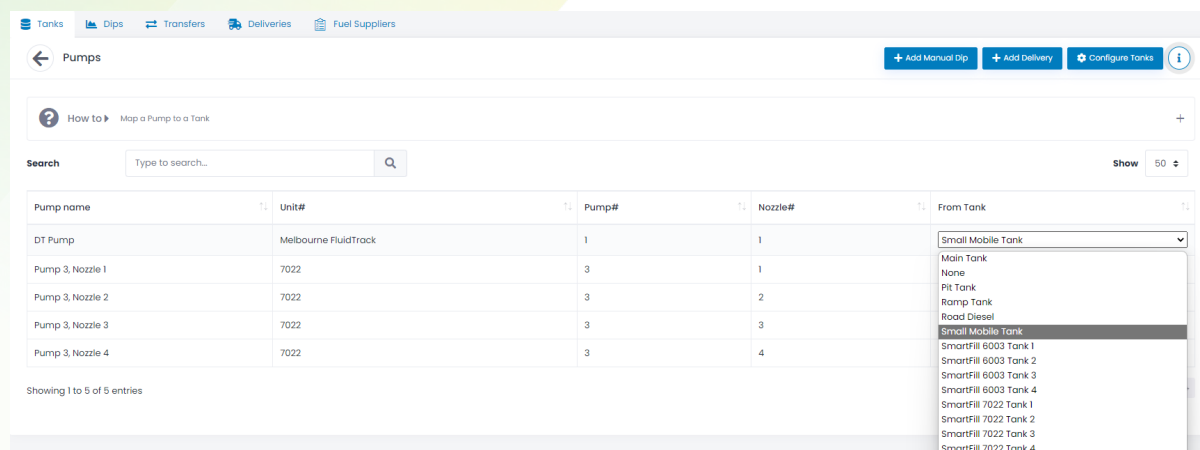 Tanks Dips Transfers Deliveries Fuel Suppliers
Pumps
+ Add Manual Dip + Add Delivery Configure Tanks i
? How to Map a Pump to a Tank +
Search Type to search... Show 50
Pump name Unit# Pump# Nozzle# From Tank
DT Pump Melbourne FluidTrack 1 1 Small Mobile Tank
Pump 3, Nozzle 1 7022 3 1
Pump 3, Nozzle 2 7022 3 2
Pump 3, Nozzle 3 7022 3 3
Pump 3, Nozzle 4 7022 3 4
Main Tank
None
Pit Tank
Ramp Tank
Road Diesel
Small Mobile Tank
SmartFill 6003 Tank 1
SmartFill 6003 Tank 2
SmartFill 6003 Tank 3
SmartFill 6003 Tank 4
SmartFill 7022 Tank 1
SmartFill 7022 Tank 2
SmartFill 7022 Tank 3
SmartFill 7022 Tank 4
Showing 1 to 5 of 5 entries